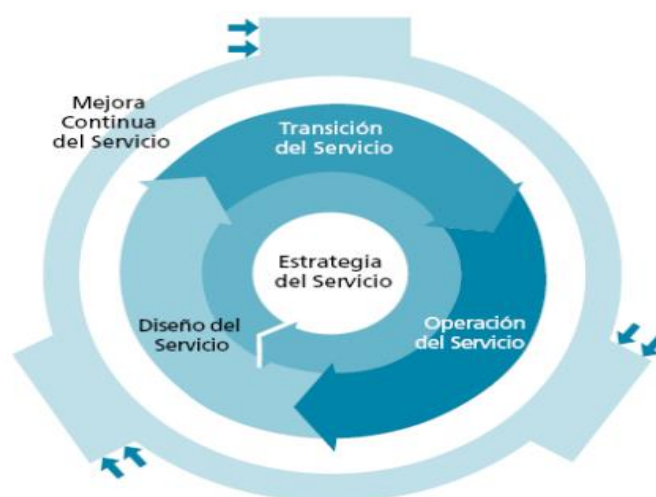 Mejora
Continua
del Servicio
Transición
del Servicio
Estrategia
del Servicio
Diseño del
Servicio
Operación
del Servicio